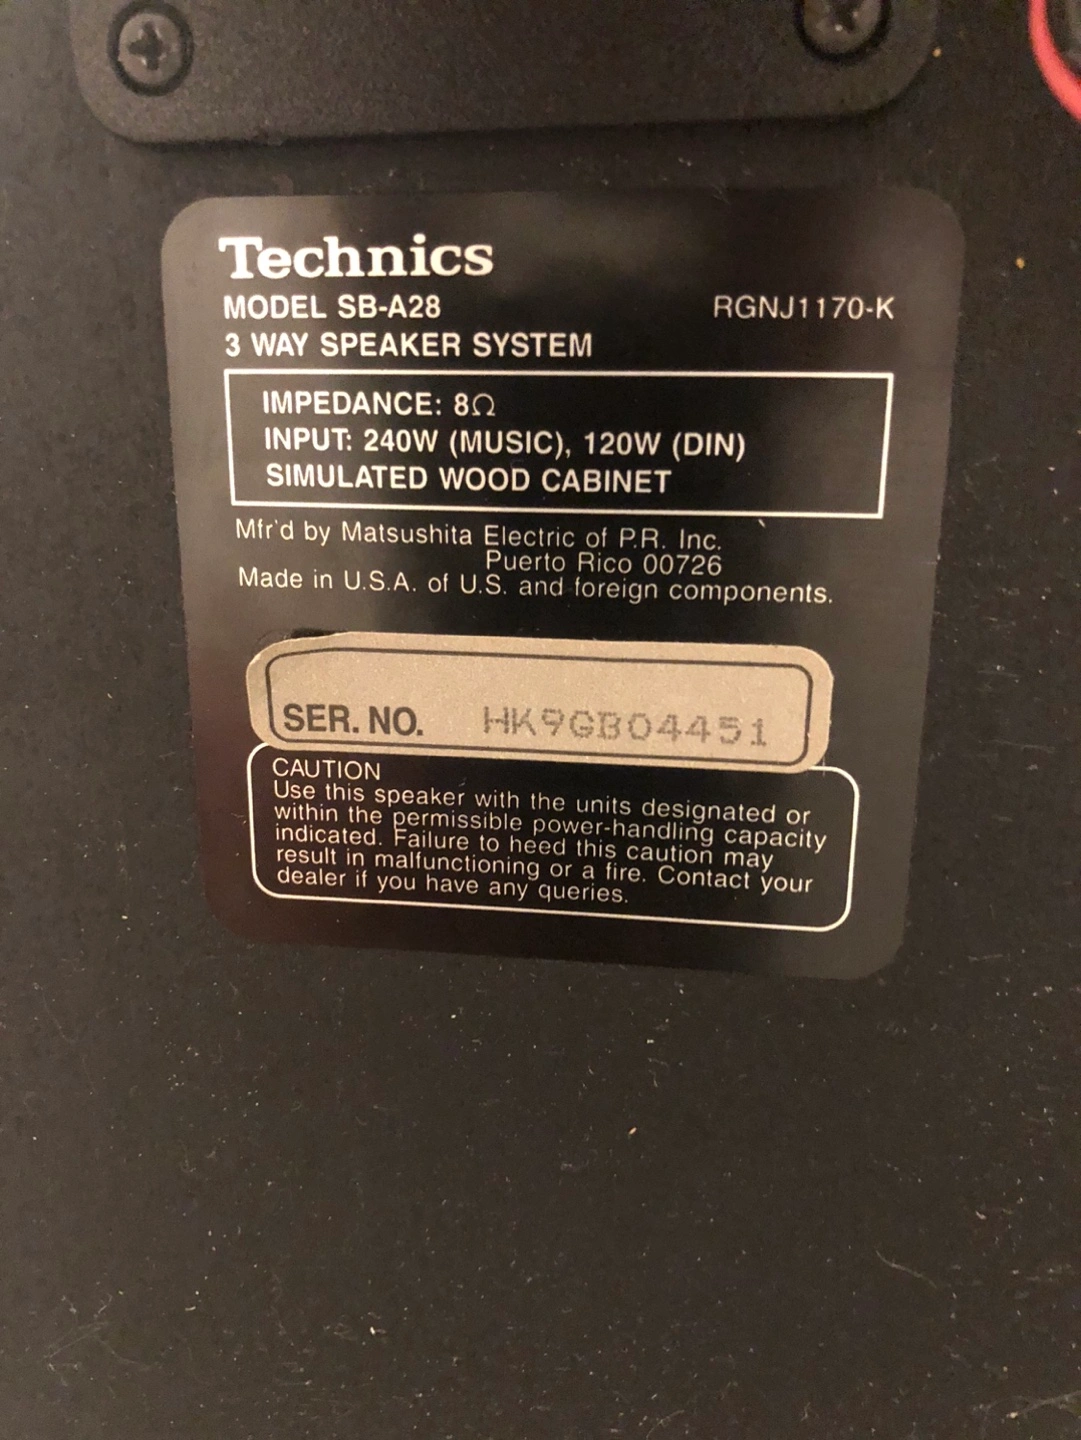 Technics
MODEL SB-A28 RGNJ1170-K
3 WAY SPEAKER SYSTEM
IMPEDANCE: 8Ω
INPUT: 240W (MUSIC), 120W (DIN)
SIMULATED WOOD CABINET
Mfr'd by Matsushita Electric of P.R. Inc.
Puerto Rico 00726
Made in U.S.A. of U.S. and foreign components.
SER. NO. HK9GB04451
CAUTION
Use this speaker with the units designated or
within the permissible power-handling capacity
indicated. Failure to heed this caution may
result in malfunctioning or a fire. Contact your
dealer if you have any queries.